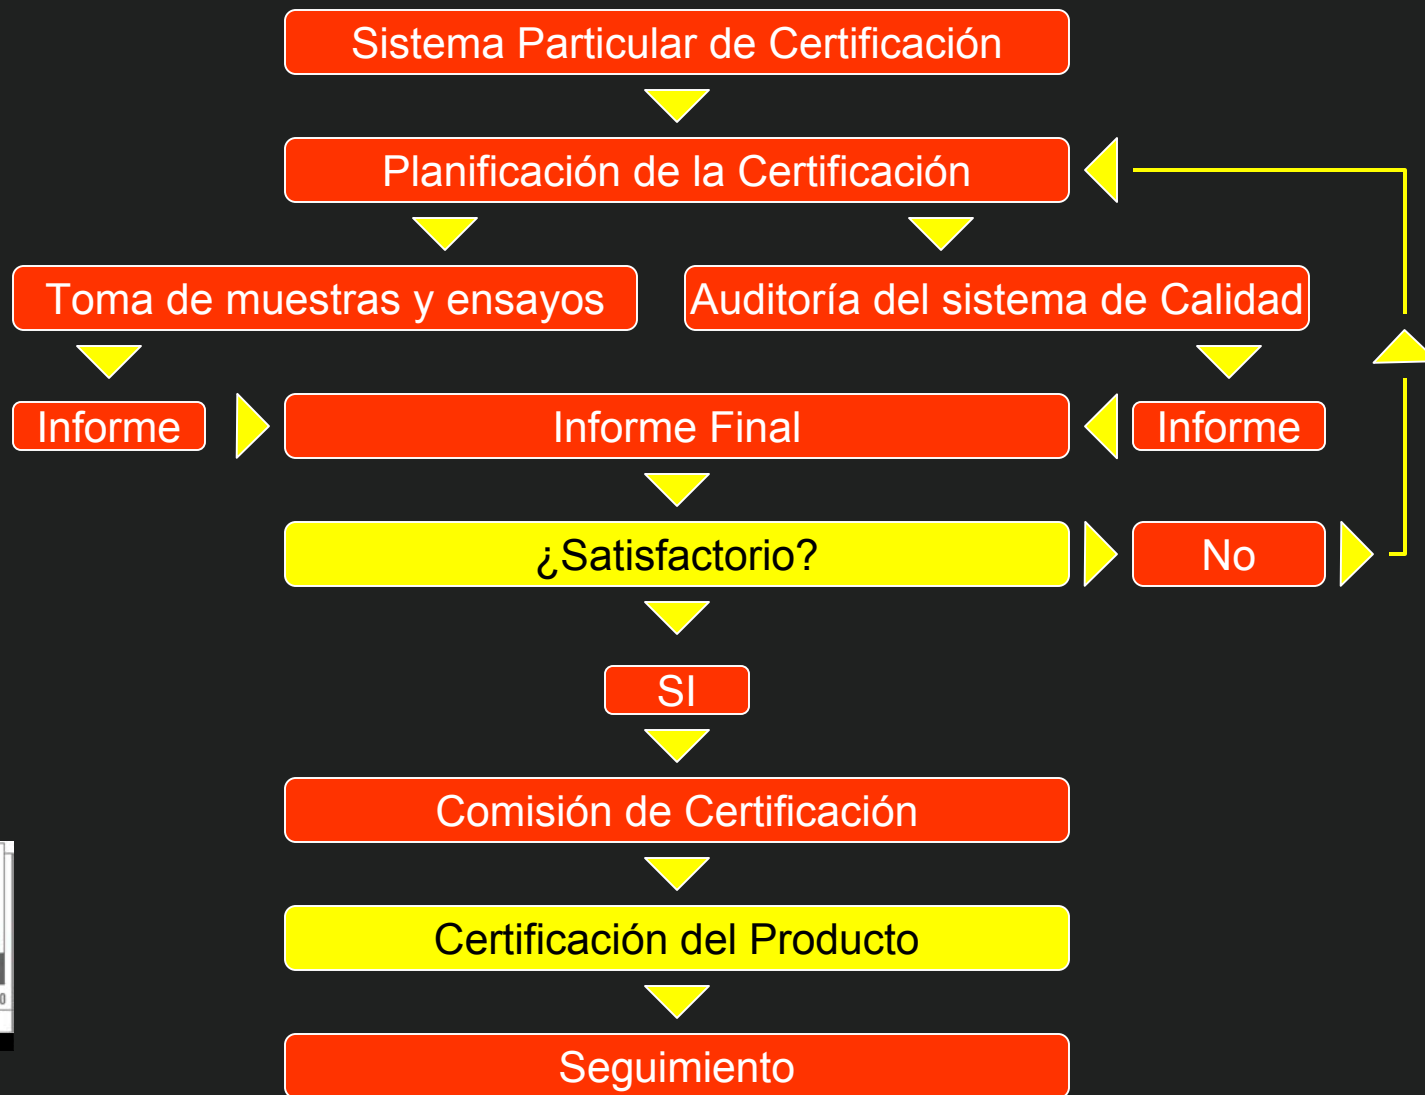 Sistema Particular de Certificación
Planificación de la Certificación
Toma de muestras y ensayos
Auditoría del sistema de Calidad
Informe
Informe Final
Informe
¿Satisfactorio?
No
SI
Comisión de Certificación
Certificación del Producto
Seguimiento